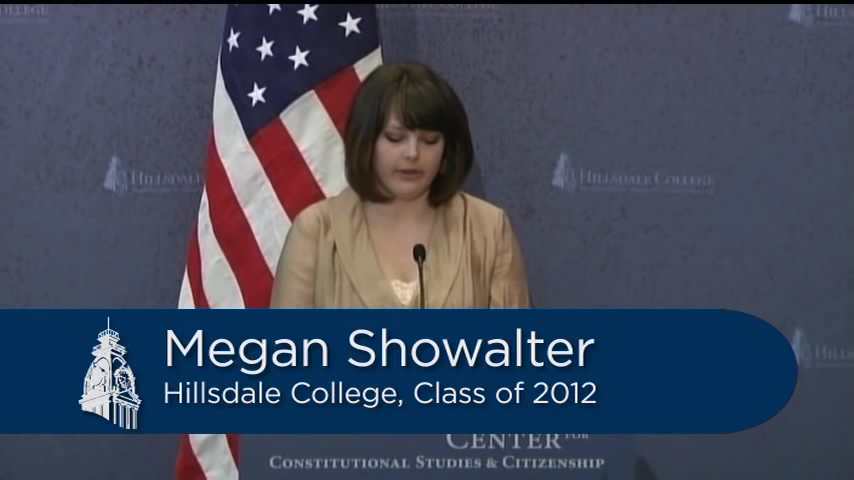 HILLSDALE COLLEGE
HILLSDALE COLLEGE
Megan Showalter
Hillsdale College, Class of 2012
CENTER FOR
CONSTITUTIONAL STUDIES & CITIZENSHIP